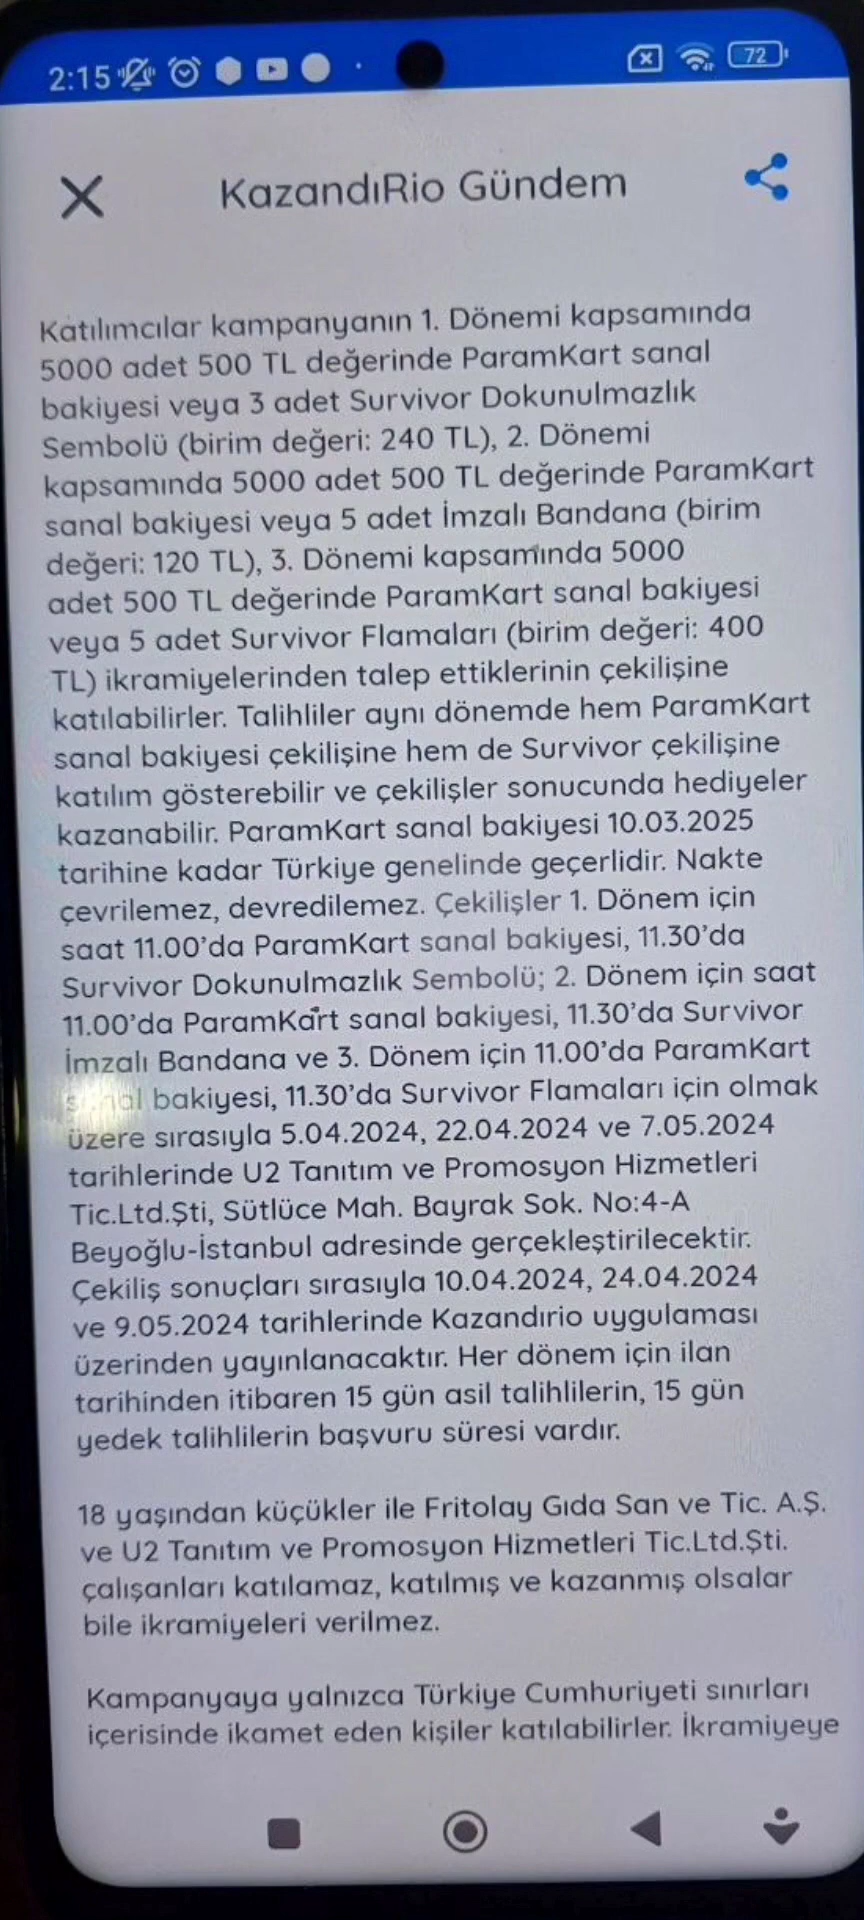 2:15
72
KazandıRio Gündem
Katılımcılar kampanyanın 1. Dönemi kapsamında
5000 adet 500 TL değerinde ParamKart sanal
bakiyesi veya 3 adet Survivor Dokunulmazlık
Sembolü (birim değeri: 240 TL), 2. Dönemi
kapsamında 5000 adet 500 TL değerinde ParamKart
sanal bakiyesi veya 5 adet İmzalı Bandana (birim
değeri: 120 TL), 3. Dönemi kapsamında 5000
adet 500 TL değerinde ParamKart sanal bakiyesi
veya 5 adet Survivor Flamaları (birim değeri: 400
TL) ikramiyelerinden talep ettiklerinin çekilişine
katılabilirler. Talihliler aynı dönemde hem ParamKart
sanal bakiyesi çekilişine hem de Survivor çekilişine
katılım gösterebilir ve çekilişler sonucunda hediyeler
kazanabilir. ParamKart sanal bakiyesi 10.03.2025
tarihine kadar Türkiye genelinde geçerlidir. Nakte
çevrilemez, devredilemez. Çekilişler 1. Dönem için
saat 11.00'da ParamKart sanal bakiyesi, 11.30'da
Survivor Dokunulmazlık Sembolü; 2. Dönem için saat
11.00'da ParamKart sanal bakiyesi, 11.30'da Survivor
İmzalı Bandana ve 3. Dönem için 11.00'da ParamKart
sanal bakiyesi, 11.30'da Survivor Flamaları için olmak
üzere sırasıyla 5.04.2024, 22.04.2024 ve 7.05.2024
tarihlerinde U2 Tanıtım ve Promosyon Hizmetleri
Tic.Ltd.Şti, Sütlüce Mah. Bayrak Sok. No:4-A
Beyoğlu-İstanbul adresinde gerçekleştirilecektir.
Çekiliş sonuçları sırasıyla 10.04.2024, 24.04.2024
ve 9.05.2024 tarihlerinde Kazandırio uygulaması
üzerinden yayınlanacaktır. Her dönem için ilan
tarihinden itibaren 15 gün asil talihlilerin, 15 gün
yedek talihlilerin başvuru süresi vardır.
18 yaşından küçükler ile Fritolay Gıda San ve Tic. A.Ş.
ve U2 Tanıtım ve Promosyon Hizmetleri Tic.Ltd.Şti.
çalışanları katılamaz, katılmış ve kazanmış olsalar
bile ikramiyeleri verilmez.
Kampanyaya yalnızca Türkiye Cumhuriyeti sınırları
içerisinde ikamet eden kişiler katılabilirler. İkramiyeye